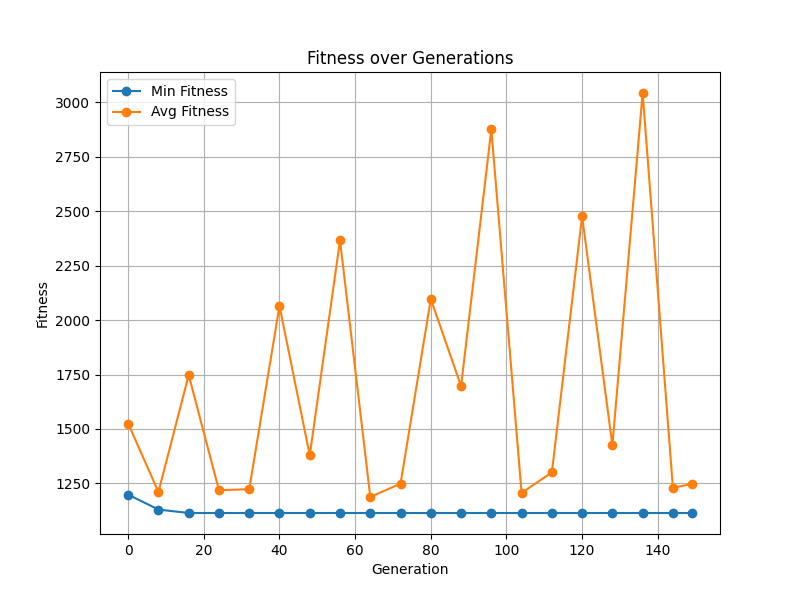 Fitness over Generations
Min Fitness
Avg Fitness
3000
2750
2500
2250
2000
1750
1500
1250
Fitness
0 20 40 60 80 100 120 140
Generation